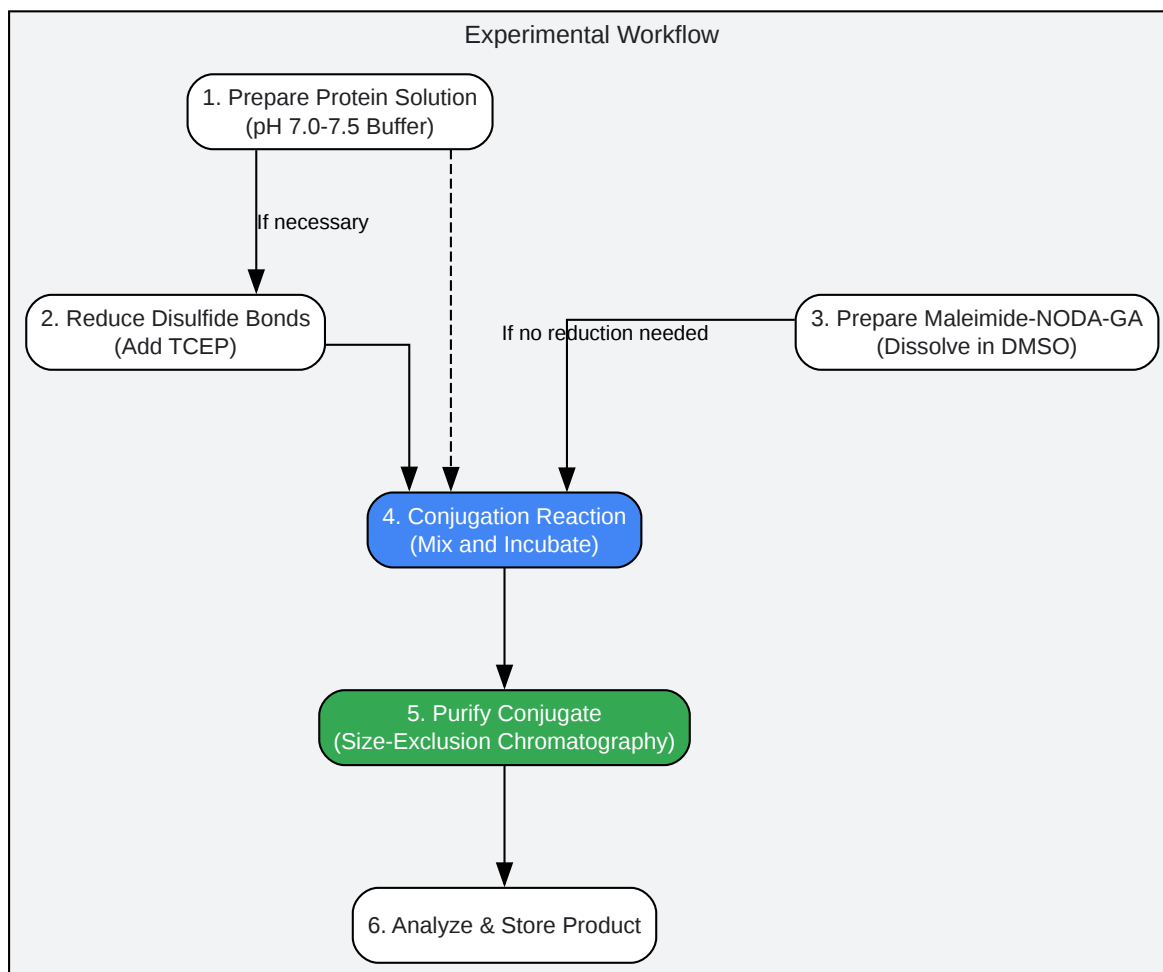 Experimental Workflow
1. Prepare Protein Solution
(pH 7.0-7.5 Buffer)
If necessary
2. Reduce Disulfide Bonds
(Add TCEP)
If no reduction needed
3. Prepare Maleimide-NODA-GA
(Dissolve in DMSO)
4. Conjugation Reaction
(Mix and Incubate)
5. Purify Conjugate
(Size-Exclusion Chromatography)
6. Analyze & Store Product